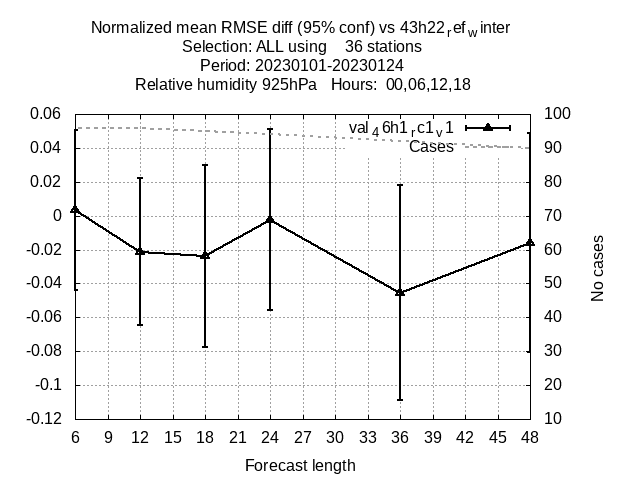 Normalized mean RMSE diff (95% conf) vs 43h22refwinter
Selection: ALL using    36 stations
Period: 20230101-20230124
Relative humidity 925hPa   Hours:  00,06,12,18
0.06
0.04
0.02
0
-0.02
-0.04
-0.06
-0.08
-0.1
-0.12
val46h1rc1v1
Cases
100
90
80
70
60
50
40
30
20
10
No cases
6 9 12 15 18 21 24 27 30 33 36 39 42 45 48
Forecast length